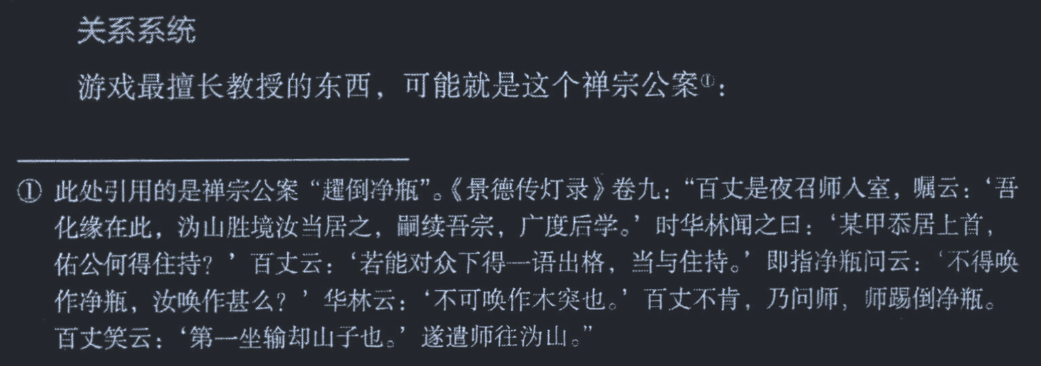 关系系统
游戏最擅长教授的东西，可能就是这个禅宗公案①：
① 此处引用的是禅宗公案“趯倒净瓶”。《景德传灯录》卷九：“百丈是夜召师入室，嘱云：‘吾
化缘在此，沩山胜境汝当居之，嗣续吾宗，广度后学。’时华林闻之曰：‘某甲忝居上首，
佑公何得住持？’百丈云：‘若能对众下得一语出格，当与住持。’即指净瓶问云：‘不得唤
作净瓶，汝唤作甚么？’华林云：‘不可唤作木突也。’百丈不肯，乃问师，师踢倒净瓶。
百丈笑云：‘第一坐输却山子也。’遂遣师往沩山。”